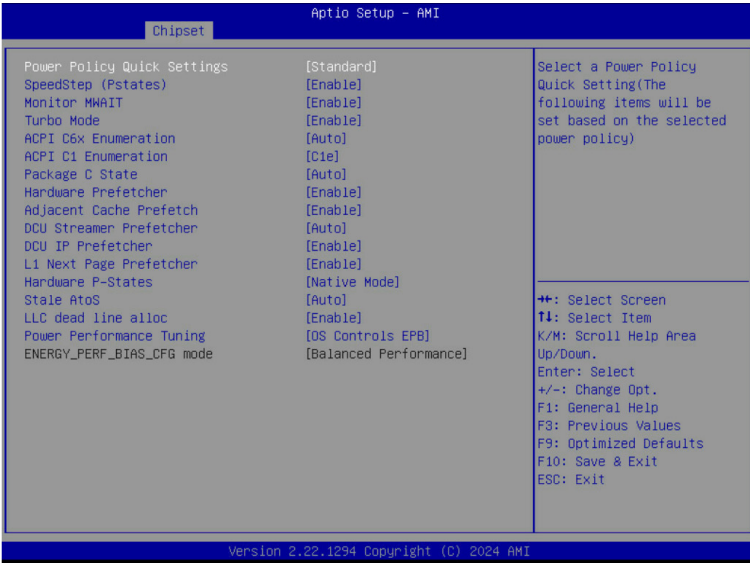 Aptio Setup – AMI
Chipset
Power Policy Quick Settings [Standard]
SpeedStep (Pstates) [Enable]
Monitor MWAIT [Enable]
Turbo Mode [Enable]
ACPI C6x Enumeration [Auto]
ACPI C1 Enumeration [C1e]
Package C State [Auto]
Hardware Prefetcher [Enable]
Adjacent Cache Prefetch [Enable]
DCU Streamer Prefetcher [Auto]
DCU IP Prefetcher [Enable]
L1 Next Page Prefetcher [Enable]
Hardware P-States [Native Mode]
Stale AtoS [Auto]
LLC dead line alloc [Enable]
Power Performance Tuning [OS Controls EPB]
ENERGY_PERF_BIAS_CFG mode [Balanced Performance]
Select a Power Policy
Quick Setting(The
following items will be
set based on the selected
power policy)
→←: Select Screen
↑↓: Select Item
K/M: Scroll Help Area
Up/Down.
Enter: Select
+/-: Change Opt.
F1: General Help
F3: Previous Values
F9: Optimized Defaults
F10: Save & Exit
ESC: Exit
Version 2.22.1294 Copyright (C) 2024 AMI